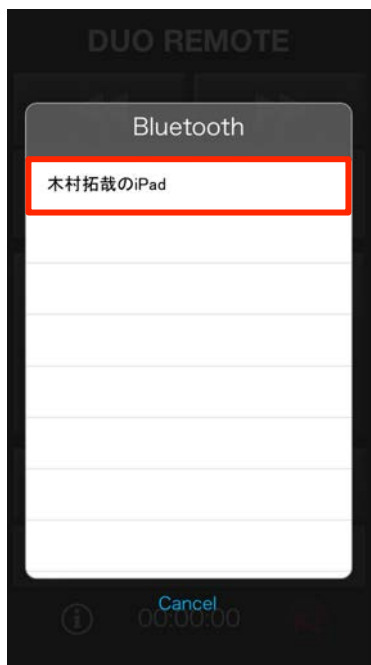 DUO REMOTE
Bluetooth
木村拓哉のiPad
Cancel
00:00:00